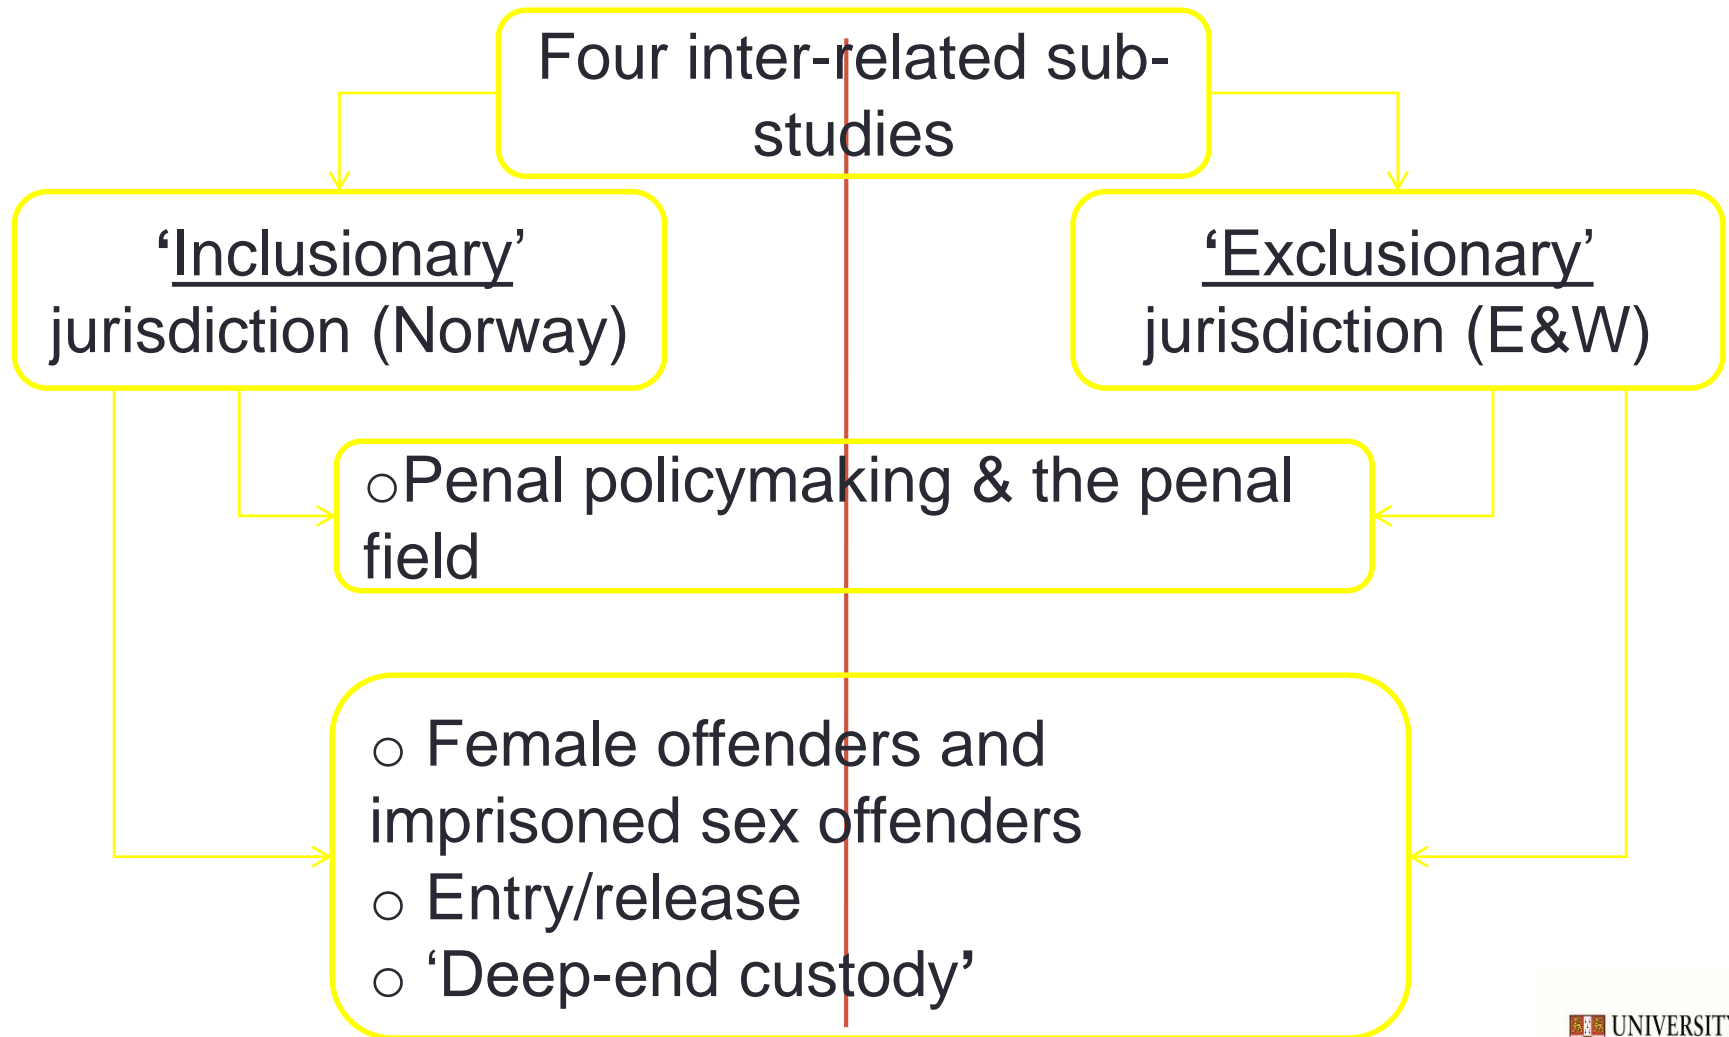 Four inter-related sub-
studies
‘Inclusionary’
jurisdiction (Norway)
‘Exclusionary’
jurisdiction (E&W)
○Penal policymaking & the penal
field
○ Female offenders and
imprisoned sex offenders
○ Entry/release
○ ‘Deep-end custody’
UNIVERSITY